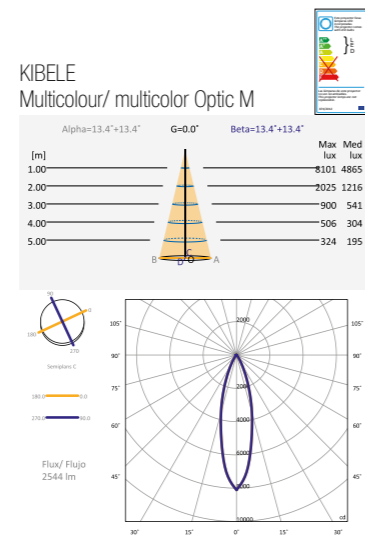 KIBELE
Multicolour/ multicolor Optic M
L
E
D
Alpha=13.4°+13.4° G=0.0° Beta=13.4°+13.4°
Max Med
[m] lux lux
1.00 8101 4865
2.00 2025 1216
3.00 900 541
4.00 506 304
5.00 324 195
B D C O A
90
0
180
270
Semiplans C
180.0 0.0
270.0 90.0
Flux/ Flujo
2544 lm
2000
105° 105°
90° 90°
2000
75° 75°
4000
60° 60°
6000
45° 45°
8000
10000 cd
30° 15° 0° 15° 30°